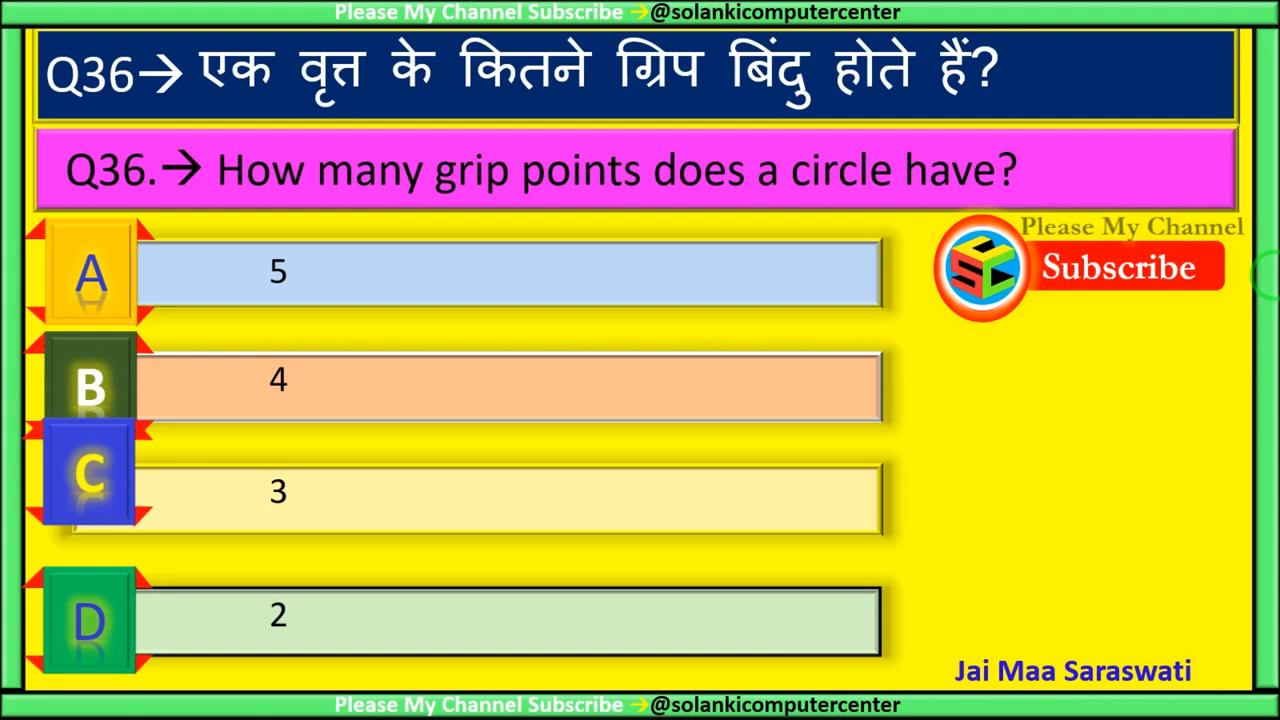 Please My Channel Subscribe →@solankicomputercenter
Q36→ एक वृत्त के कितने ग्रिप बिंदु होते हैं?
Q36.→ How many grip points does a circle have?
Please My Channel
SCC Subscribe
A 5
B 4
C 3
D 2
Jai Maa Saraswati
Please My Channel Subscribe →@solankicomputercenter